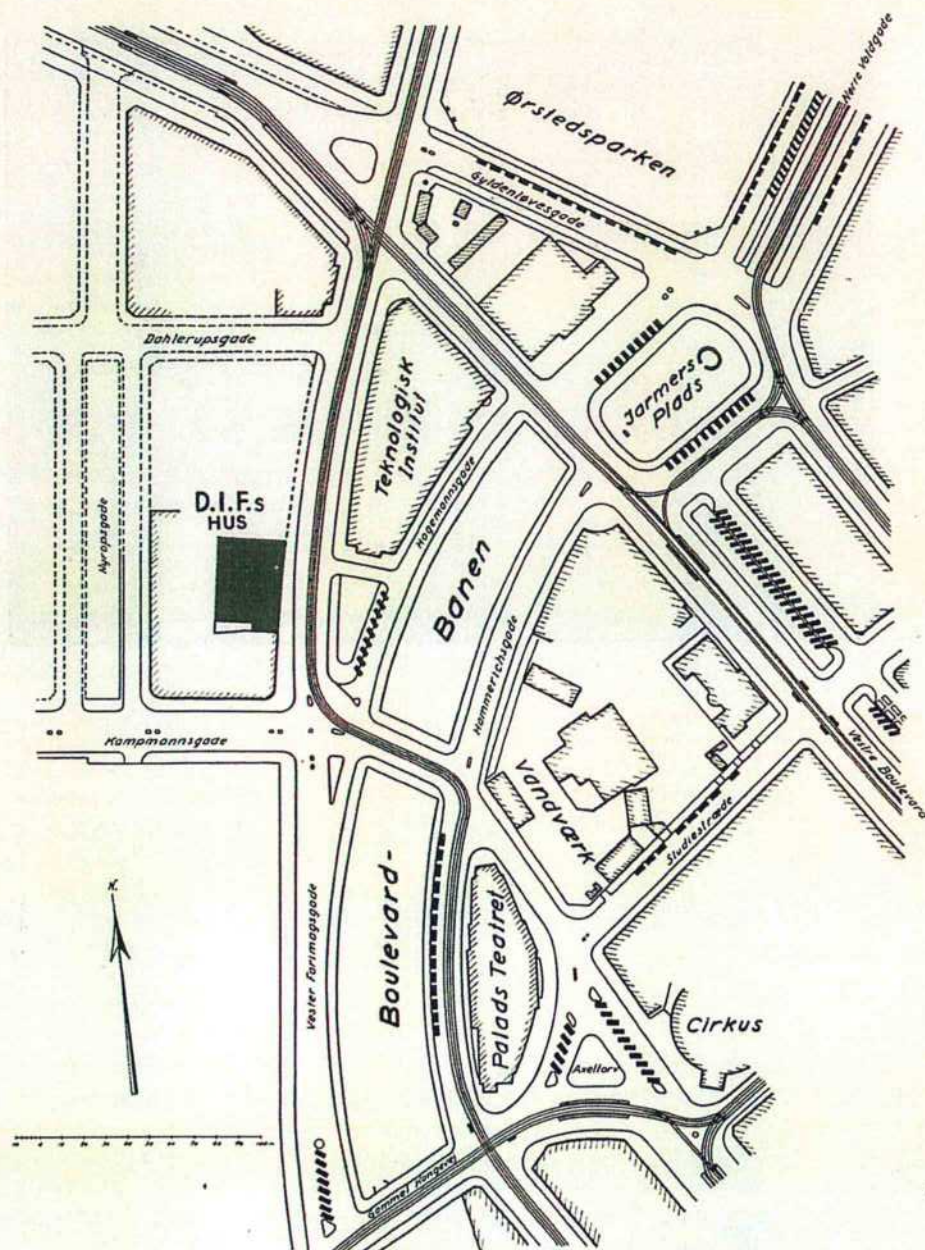 Nørre Voldgade
Ørstedsparken
Gyldenløvesgade
Dahlerupsgade
Jarmers
Plads
Teknologisk
Institut
Hagemannsgade
D.I.F.s
HUS
Nyropsgade
Banen
Hammerichsgade
Kampmannsgade
Vandværk
Vestre Boulevard
Studiestræde
N.
Vester Farimagsgade
Boulevard-
Palads Teatret
Cirkus
Axeltorv
Gammel Kongevej